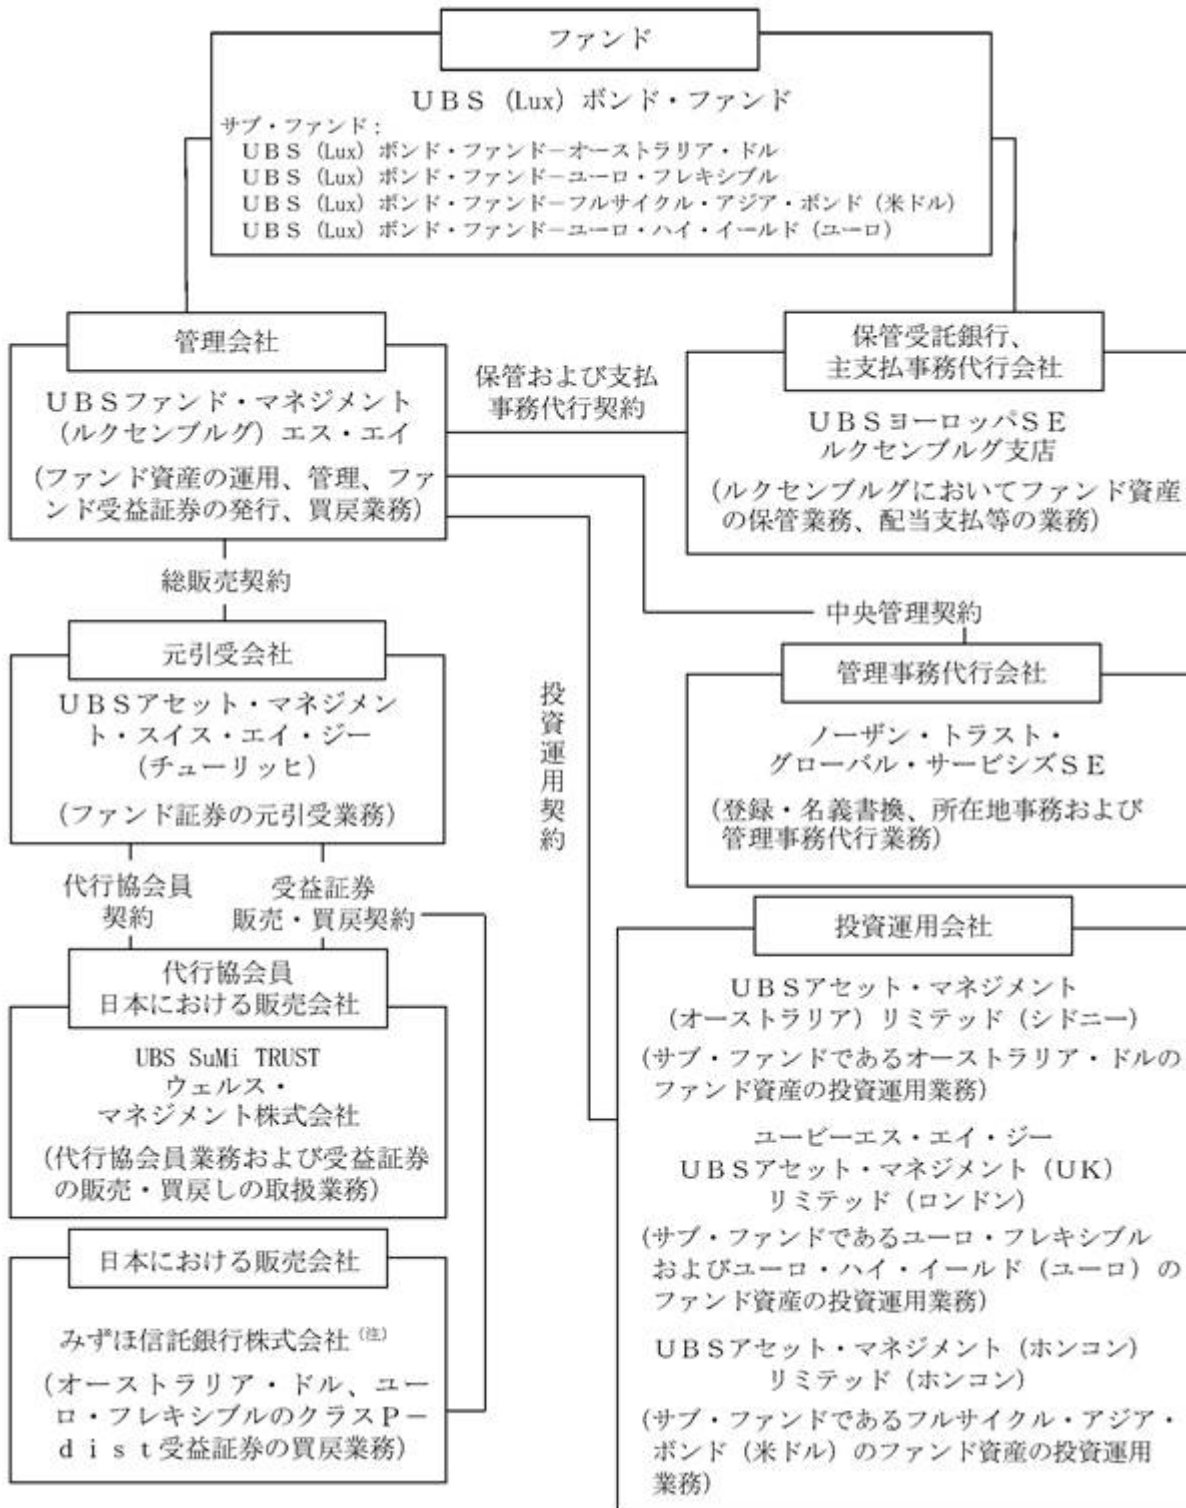 ファンド
UBS（Lux）ボンド・ファンド
サブ・ファンド：
UBS（Lux）ボンド・ファンド－オーストラリア・ドル
UBS（Lux）ボンド・ファンド－ユーロ・フレキシブル
UBS（Lux）ボンド・ファンド－フルサイクル・アジア・ボンド（米ドル）
UBS（Lux）ボンド・ファンド－ユーロ・ハイ・イールド（ユーロ）
管理会社
UBSファンド・マネジメント
（ルクセンブルグ）エス・エイ
（ファンド資産の運用、管理、ファ
ンド受益証券の発行、買戻業務）
保管および支払
事務代行契約
保管受託銀行、
主支払事務代行会社
UBSヨーロッパSE
ルクセンブルグ支店
（ルクセンブルグにおいてファンド資産
の保管業務、配当支払等の業務）
総販売契約
中央管理契約
元引受会社
UBSアセット・マネジメン
ト・スイス・エイ・ジー
（チューリッヒ）
（ファンド証券の元引受業務）
投資運用契約
管理事務代行会社
ノーザン・トラスト・
グローバル・サービシズSE
（登録・名義書換、所在地事務および
管理事務代行業務）
代行協会員
契約
受益証券
販売・買戻契約
代行協会員
日本における販売会社
UBS SuMi TRUST
ウェルス・
マネジメント株式会社
（代行協会員業務および受益証券
の販売・買戻しの取扱業務）
日本における販売会社
みずほ信託銀行株式会社（注）
（オーストラリア・ドル、ユー
ロ・フレキシブルのクラスP－
dist受益証券の買戻業務）
投資運用会社
UBSアセット・マネジメント
（オーストラリア）リミテッド（シドニー）
（サブ・ファンドであるオーストラリア・ドルの
ファンド資産の投資運用業務）
ユービーエス・エイ・ジー
UBSアセット・マネジメント（UK）
リミテッド（ロンドン）
（サブ・ファンドであるユーロ・フレキシブル
およびユーロ・ハイ・イールド（ユーロ）の
ファンド資産の投資運用業務）
UBSアセット・マネジメント（ホンコン）
リミテッド（ホンコン）
（サブ・ファンドであるフルサイクル・アジア・
ボンド（米ドル）のファンド資産の投資運用
業務）